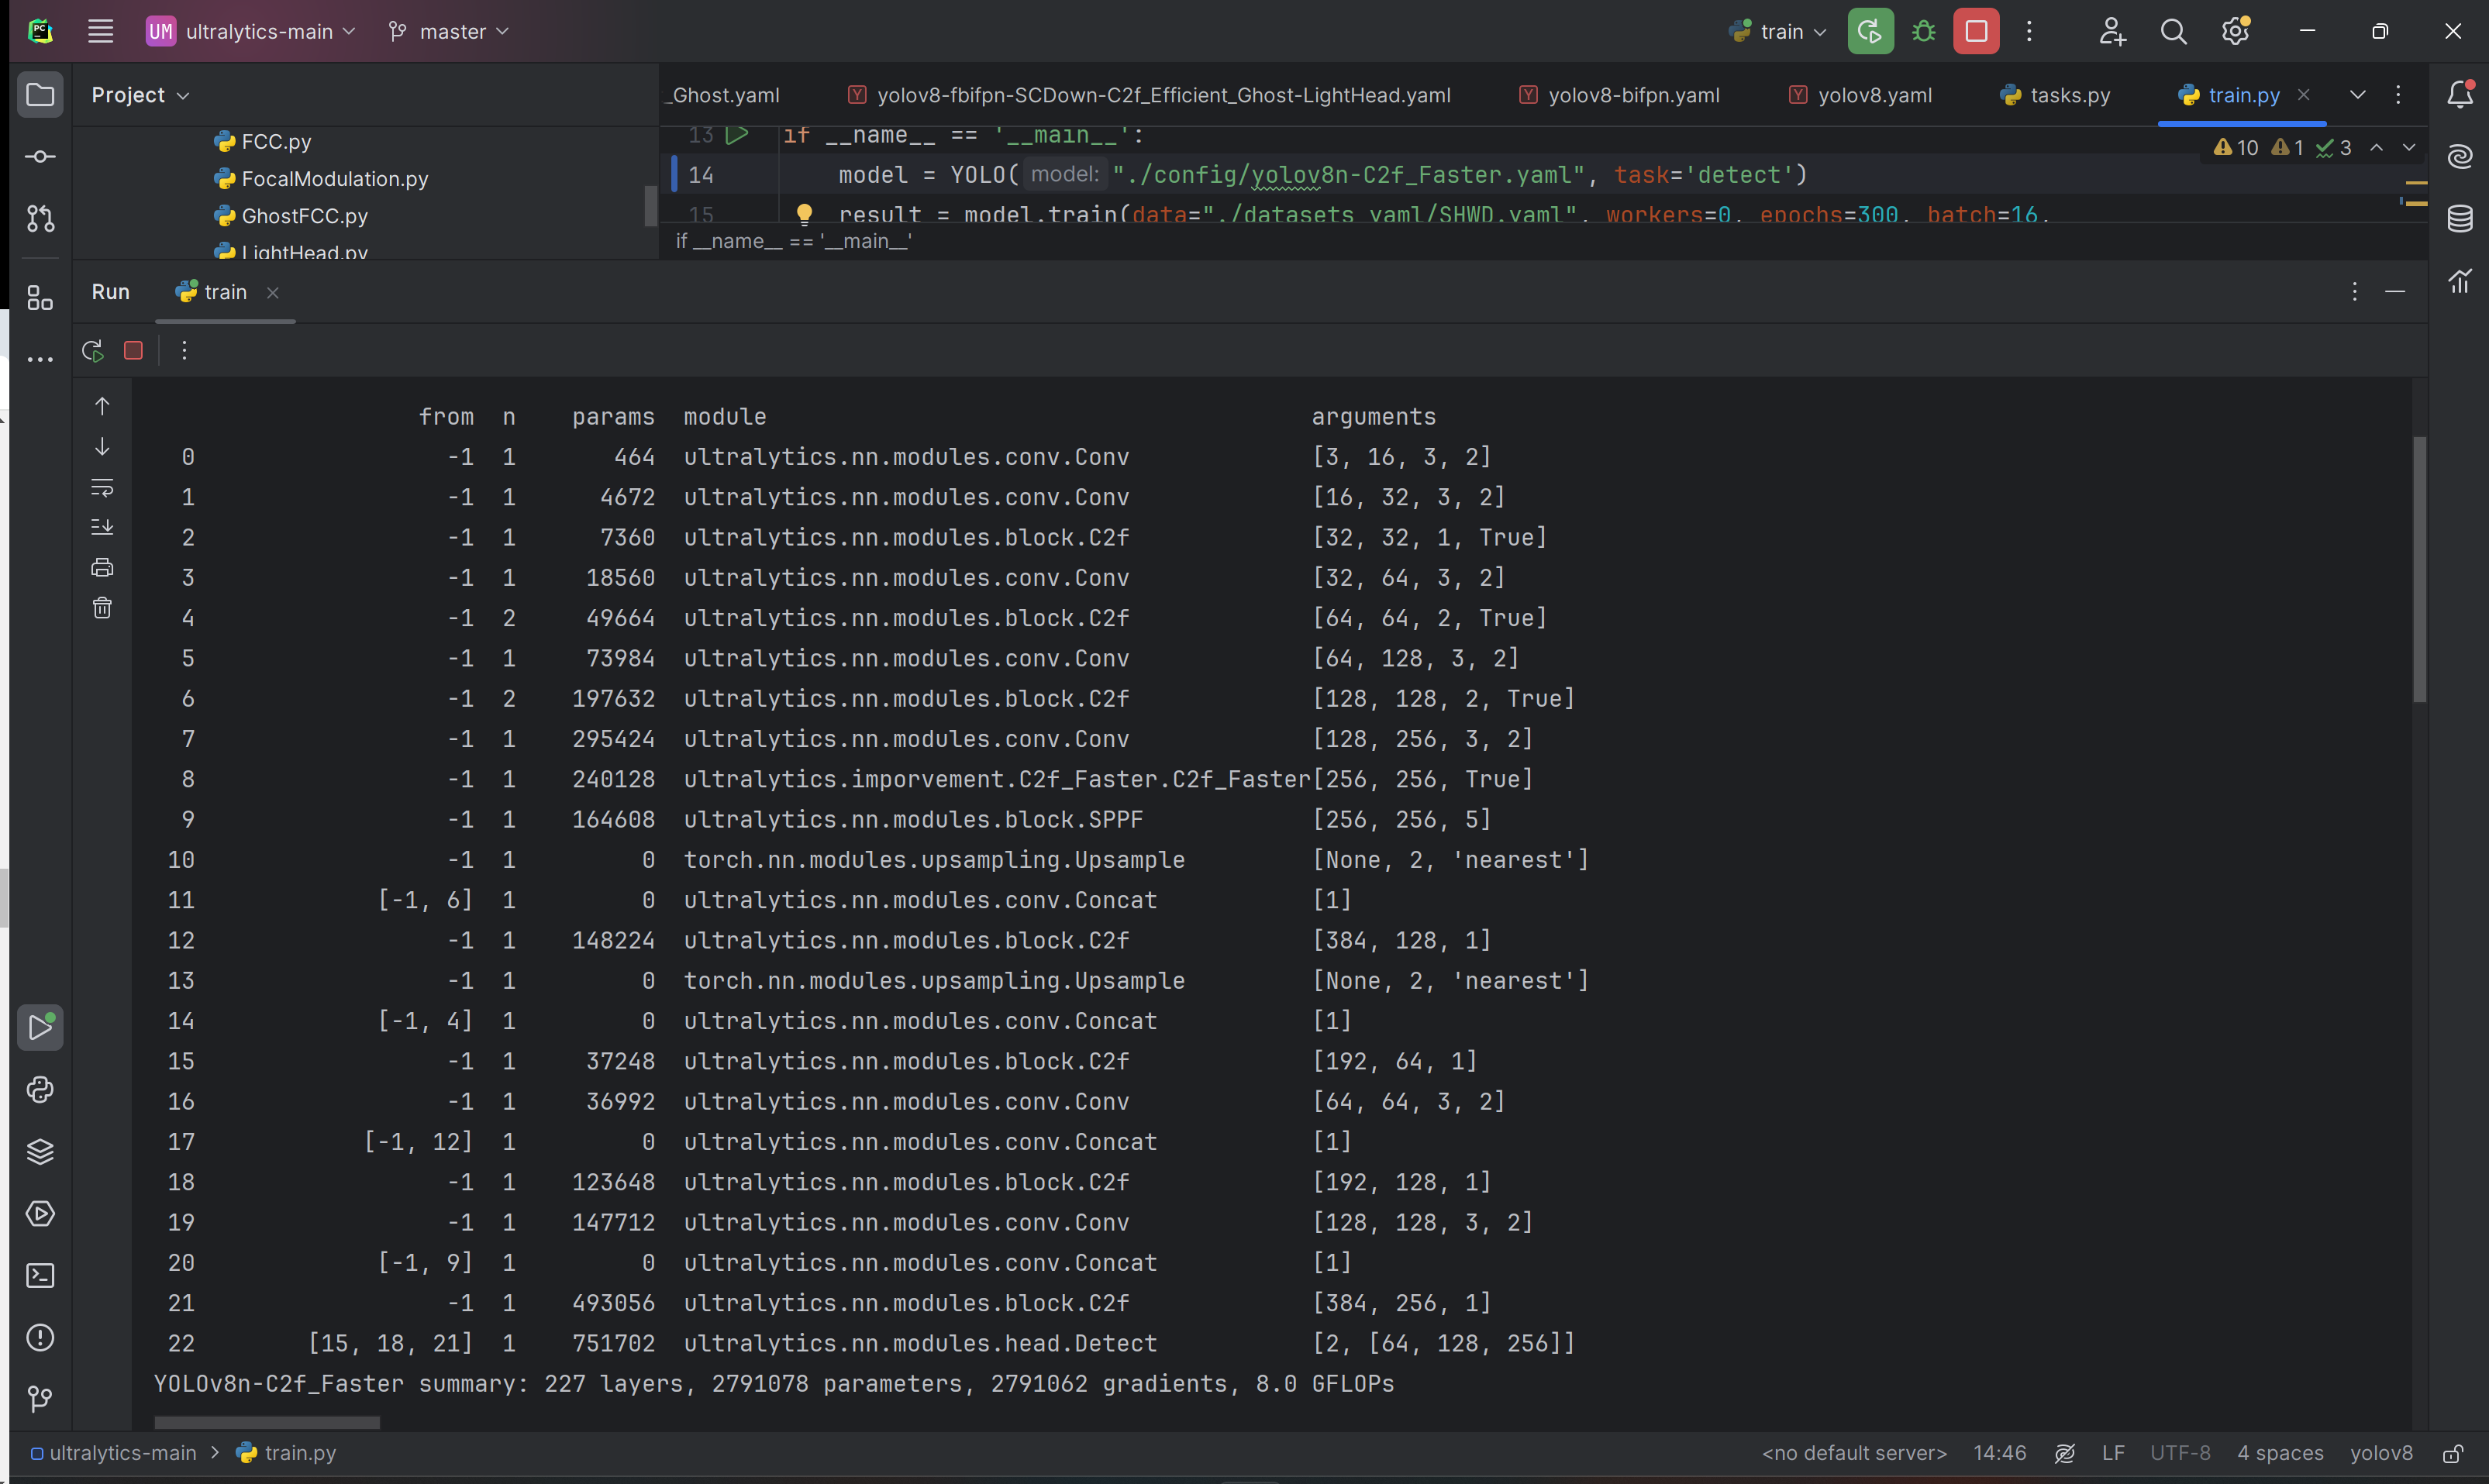 PC UM ultralytics-main master train
Project
_Ghost.yaml yolov8-fbifpn-SCDown-C2f_Efficient_Ghost-LightHead.yaml yolov8-bifpn.yaml yolov8.yaml tasks.py train.py
FCC.py
FocalModulation.py
GhostFCC.py
LightHead.py
13 if __name__ == '__main__':
10 1 3
14 model = YOLO( model: "./config/yolov8n-C2f_Faster.yaml", task='detect')
15 result = model.train(data="./datasets_yaml/SHWD.yaml", workers=0, epochs=300, batch=16,
if __name__ == '__main__'
Run train
from n params module arguments
0 -1 1 464 ultralytics.nn.modules.conv.Conv [3, 16, 3, 2]
1 -1 1 4672 ultralytics.nn.modules.conv.Conv [16, 32, 3, 2]
2 -1 1 7360 ultralytics.nn.modules.block.C2f [32, 32, 1, True]
3 -1 1 18560 ultralytics.nn.modules.conv.Conv [32, 64, 3, 2]
4 -1 2 49664 ultralytics.nn.modules.block.C2f [64, 64, 2, True]
5 -1 1 73984 ultralytics.nn.modules.conv.Conv [64, 128, 3, 2]
6 -1 2 197632 ultralytics.nn.modules.block.C2f [128, 128, 2, True]
7 -1 1 295424 ultralytics.nn.modules.conv.Conv [128, 256, 3, 2]
8 -1 1 240128 ultralytics.imporvement.C2f_Faster.C2f_Faster[256, 256, True]
9 -1 1 164608 ultralytics.nn.modules.block.SPPF [256, 256, 5]
10 -1 1 0 torch.nn.modules.upsampling.Upsample [None, 2, 'nearest']
11 [-1, 6] 1 0 ultralytics.nn.modules.conv.Concat [1]
12 -1 1 148224 ultralytics.nn.modules.block.C2f [384, 128, 1]
13 -1 1 0 torch.nn.modules.upsampling.Upsample [None, 2, 'nearest']
14 [-1, 4] 1 0 ultralytics.nn.modules.conv.Concat [1]
15 -1 1 37248 ultralytics.nn.modules.block.C2f [192, 64, 1]
16 -1 1 36992 ultralytics.nn.modules.conv.Conv [64, 64, 3, 2]
17 [-1, 12] 1 0 ultralytics.nn.modules.conv.Concat [1]
18 -1 1 123648 ultralytics.nn.modules.block.C2f [192, 128, 1]
19 -1 1 147712 ultralytics.nn.modules.conv.Conv [128, 128, 3, 2]
20 [-1, 9] 1 0 ultralytics.nn.modules.conv.Concat [1]
21 -1 1 493056 ultralytics.nn.modules.block.C2f [384, 256, 1]
22 [15, 18, 21] 1 751702 ultralytics.nn.modules.head.Detect [2, [64, 128, 256]]
YOLOv8n-C2f_Faster summary: 227 layers, 2791078 parameters, 2791062 gradients, 8.0 GFLOPs
ultralytics-main > train.py <no default server> 14:46 LF UTF-8 4 spaces yolov8